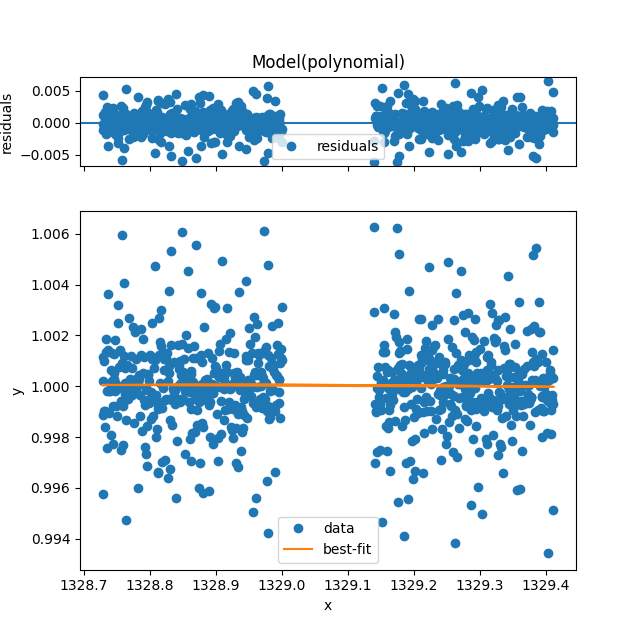 Model(polynomial)
residuals
0.005
0.000
−0.005
residuals
y
1.006
1.004
1.002
1.000
0.998
0.996
0.994
data
best-fit
1328.7 1328.8 1328.9 1329.0 1329.1 1329.2 1329.3 1329.4
x